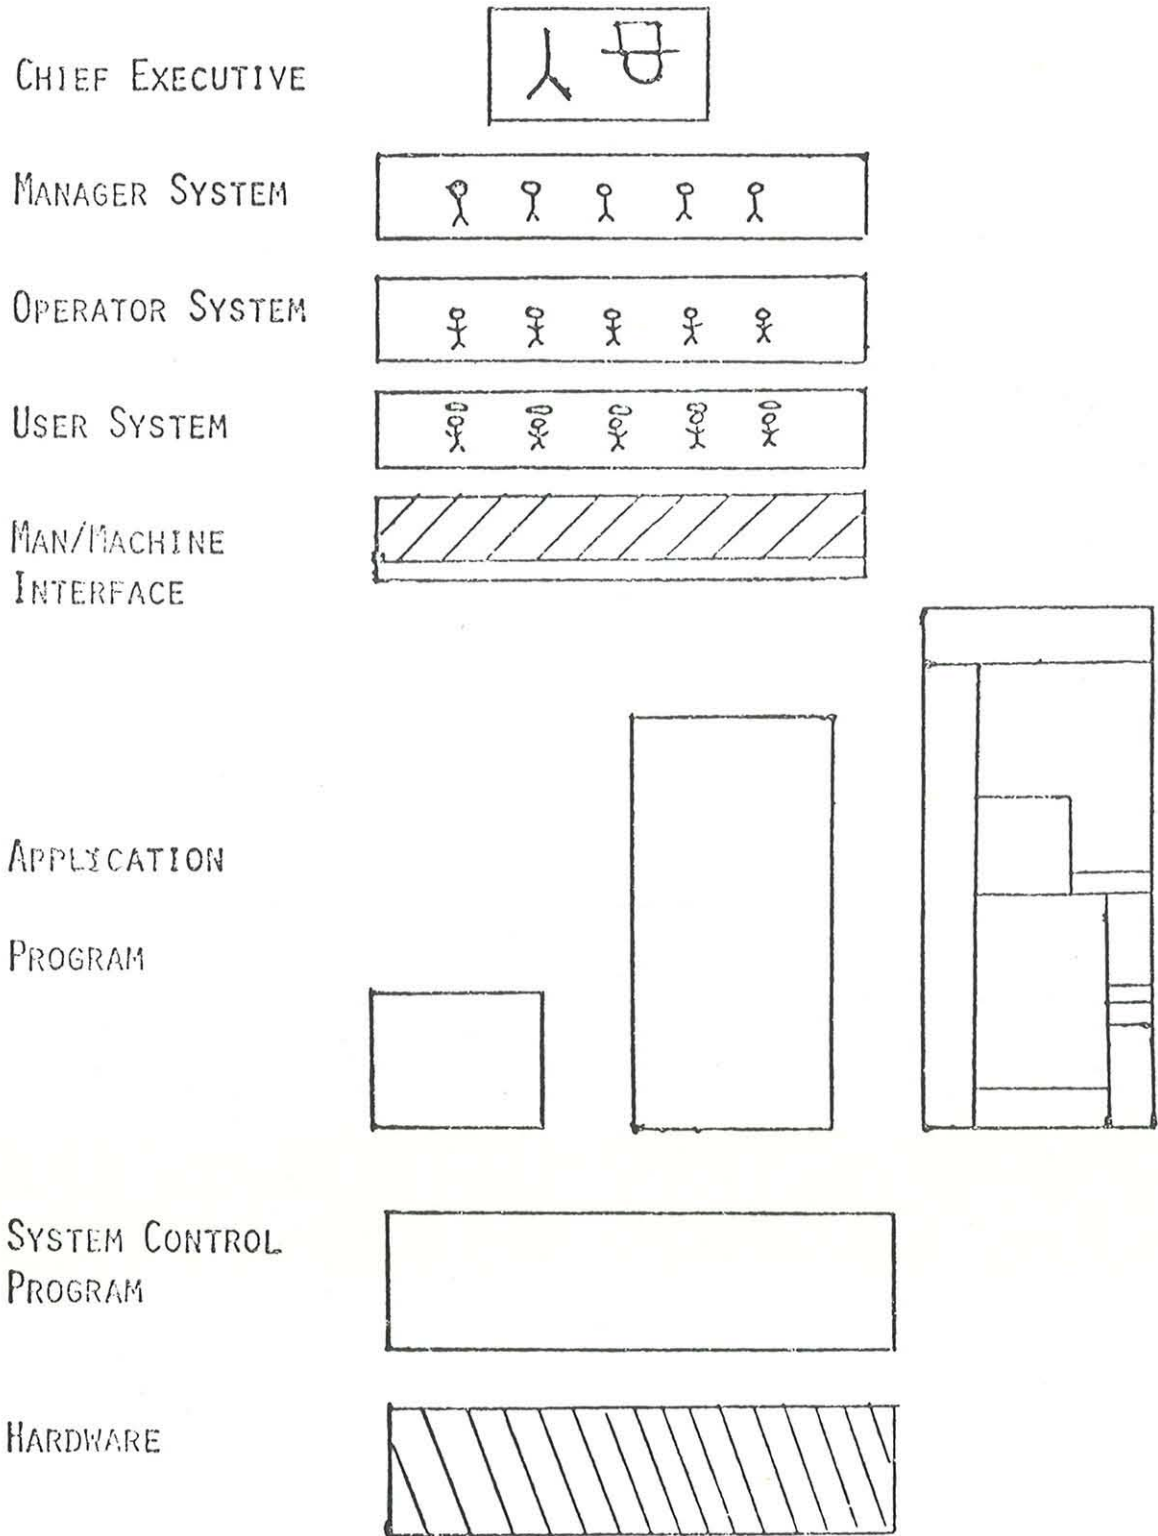 CHIEF EXECUTIVE
MANAGER SYSTEM
OPERATOR SYSTEM
USER SYSTEM
MAN/MACHINE
INTERFACE
APPLICATION
PROGRAM
SYSTEM CONTROL
PROGRAM
HARDWARE